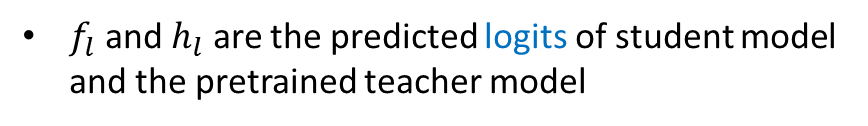 • f_l and h_l are the predicted logits of student model
and the pretrained teacher model